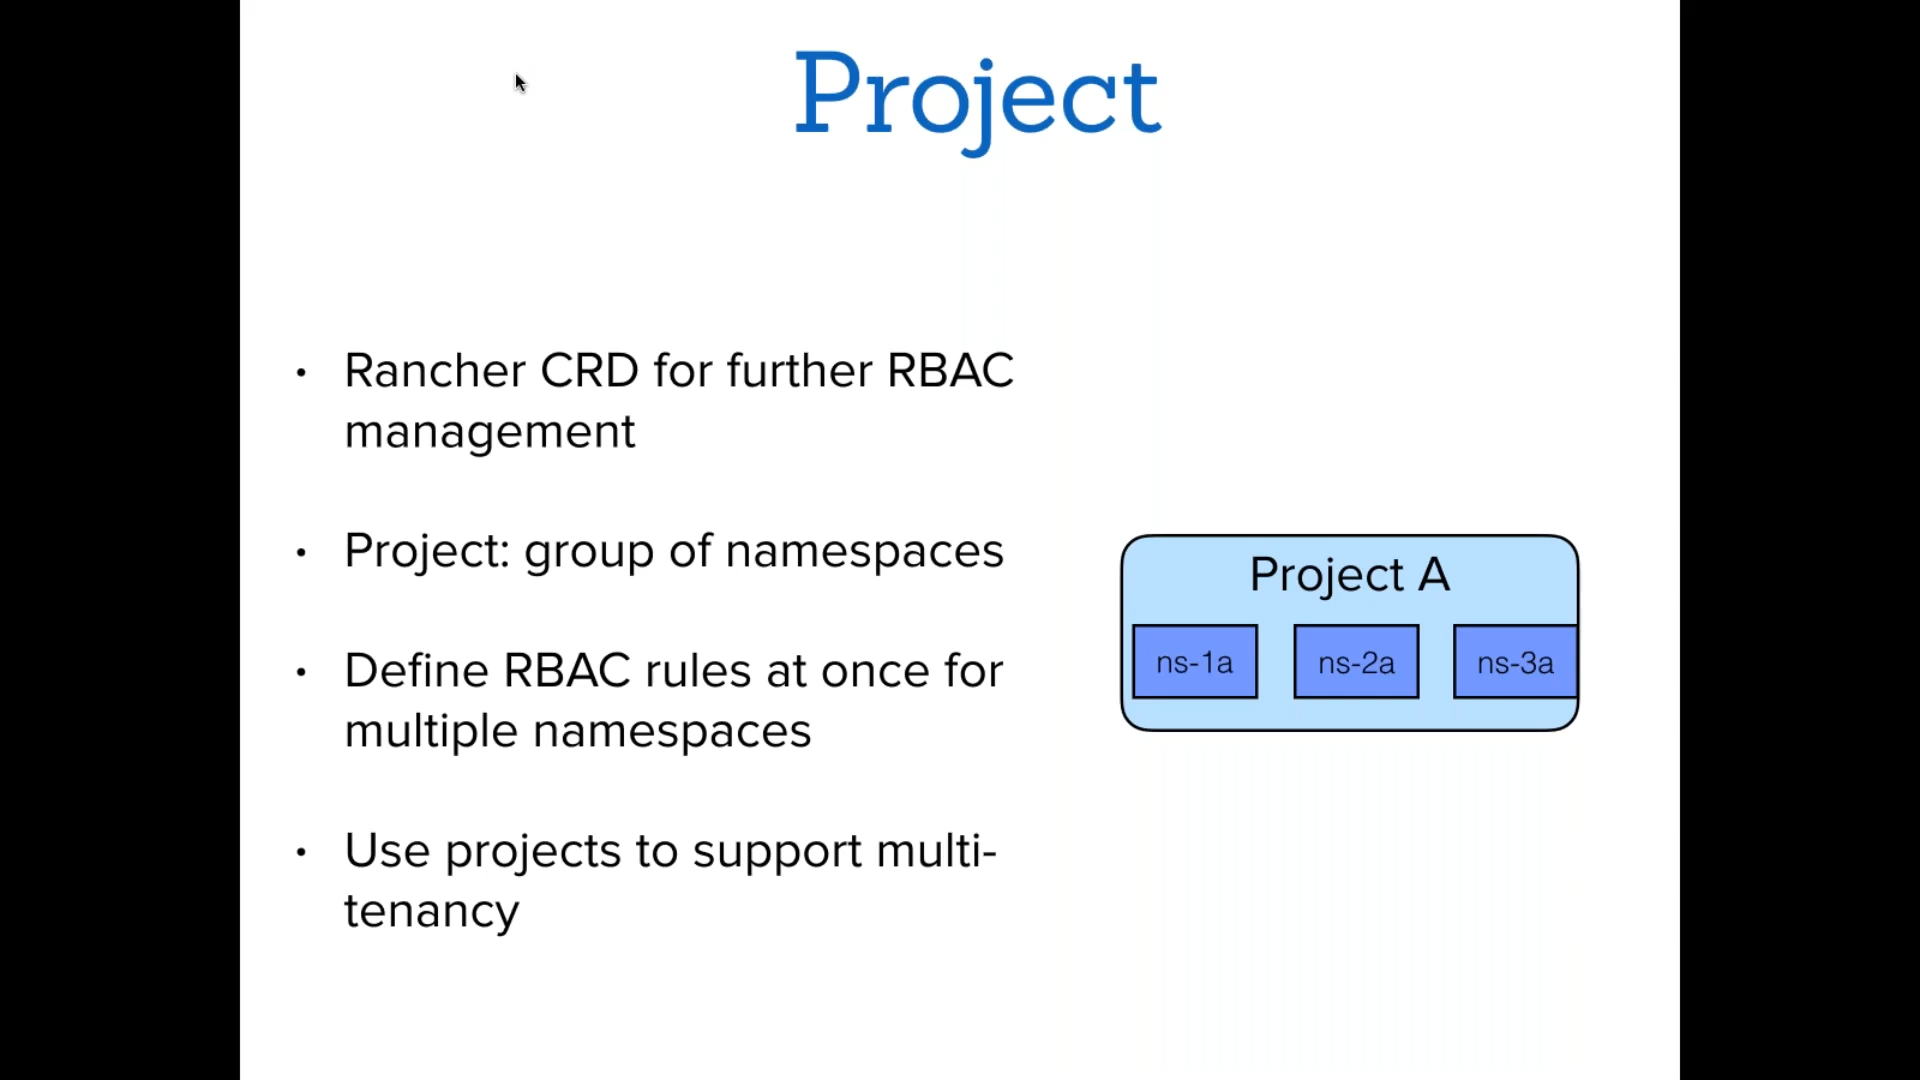 Project
• Rancher CRD for further RBAC
management
• Project: group of namespaces
• Define RBAC rules at once for
multiple namespaces
• Use projects to support multi-
tenancy
Project A
ns-1a ns-2a ns-3a